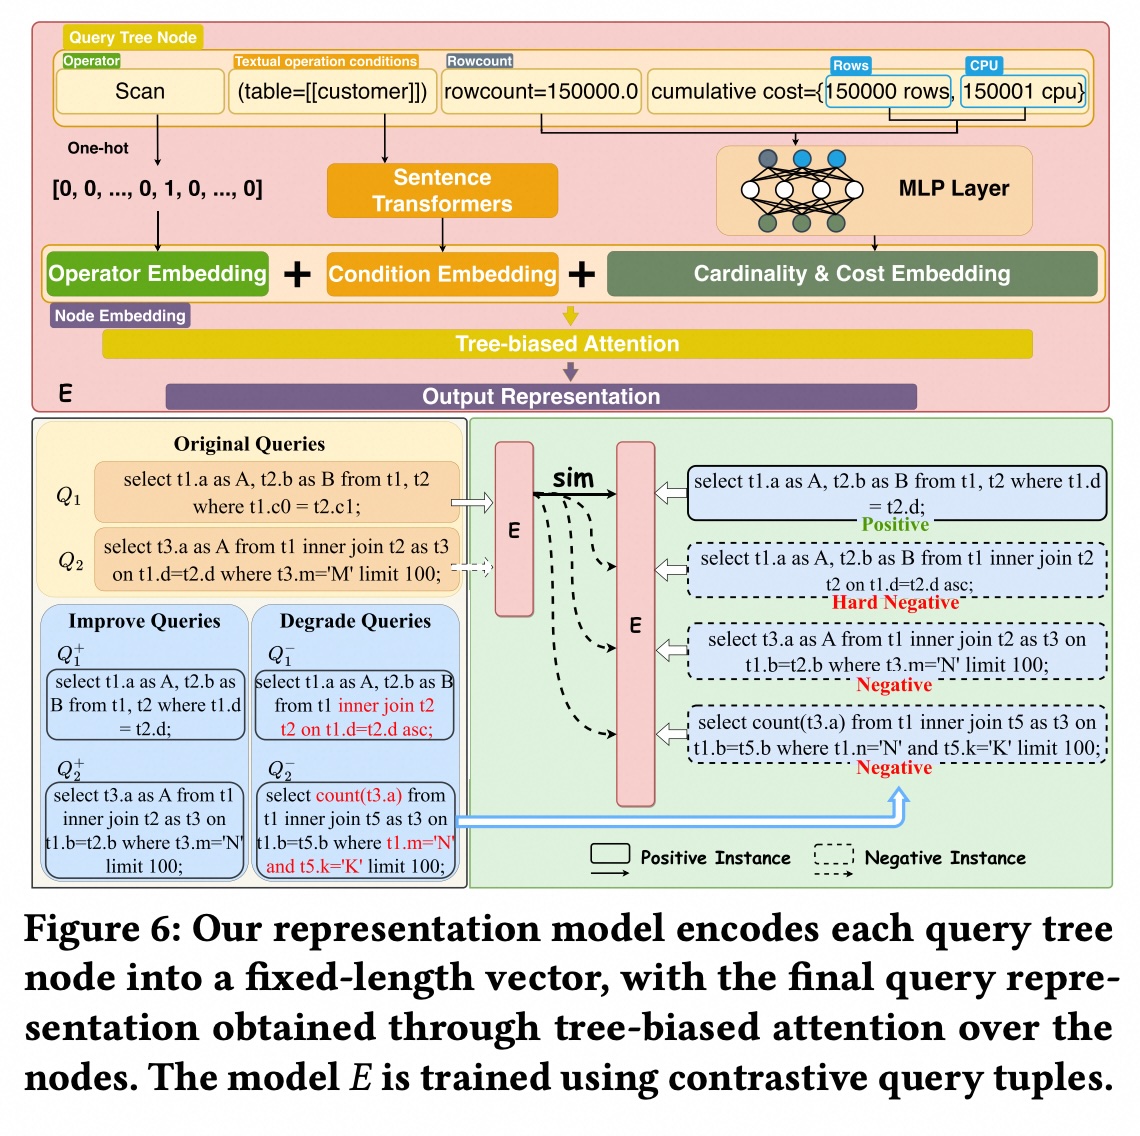 Query Tree Node
Operator
Textual operation conditions
Rowcount
Rows
CPU
Scan
(table=[[customer]])
rowcount=150000.0
cumulative cost={150000 rows, 150001 cpu}
One-hot
[0, 0, ..., 0, 1, 0, ..., 0]
Sentence
Transformers
MLP Layer
Operator Embedding
+
Condition Embedding
+
Cardinality & Cost Embedding
Node Embedding
Tree-biased Attention
E
Output Representation
Original Queries
Q1
select t1.a as A, t2.b as B from t1, t2
where t1.c0 = t2.c1;
Q2
select t3.a as A from t1 inner join t2 as t3
on t1.d=t2.d where t3.m='M' limit 100;
Improve Queries
Q1+
select t1.a as A, t2.b as
B from t1, t2 where t1.d
= t2.d;
Q2+
select t3.a as A from t1
inner join t2 as t3 on
t1.b=t2.b where t3.m='N'
limit 100;
Degrade Queries
Q1−
select t1.a as A, t2.b as B
from t1 inner join t2
t2 on t1.d=t2.d asc;
Q2−
select count(t3.a) from
t1 inner join t5 as t3 on
t1.b=t5.b where t1.m='N'
and t5.k='K' limit 100;
E
sim
E
select t1.a as A, t2.b as B from t1, t2 where t1.d
= t2.d;
Positive
select t1.a as A, t2.b as B from t1 inner join t2
t2 on t1.d=t2.d asc;
Hard Negative
select t3.a as A from t1 inner join t2 as t3 on
t1.b=t2.b where t3.m='N' limit 100;
Negative
select count(t3.a) from t1 inner join t5 as t3 on
t1.b=t5.b where t1.n='N' and t5.k='K' limit 100;
Negative
Positive Instance
Negative Instance
Figure 6: Our representation model encodes each query tree
node into a fixed-length vector, with the final query repre-
sentation obtained through tree-biased attention over the
nodes. The model E is trained using contrastive query tuples.